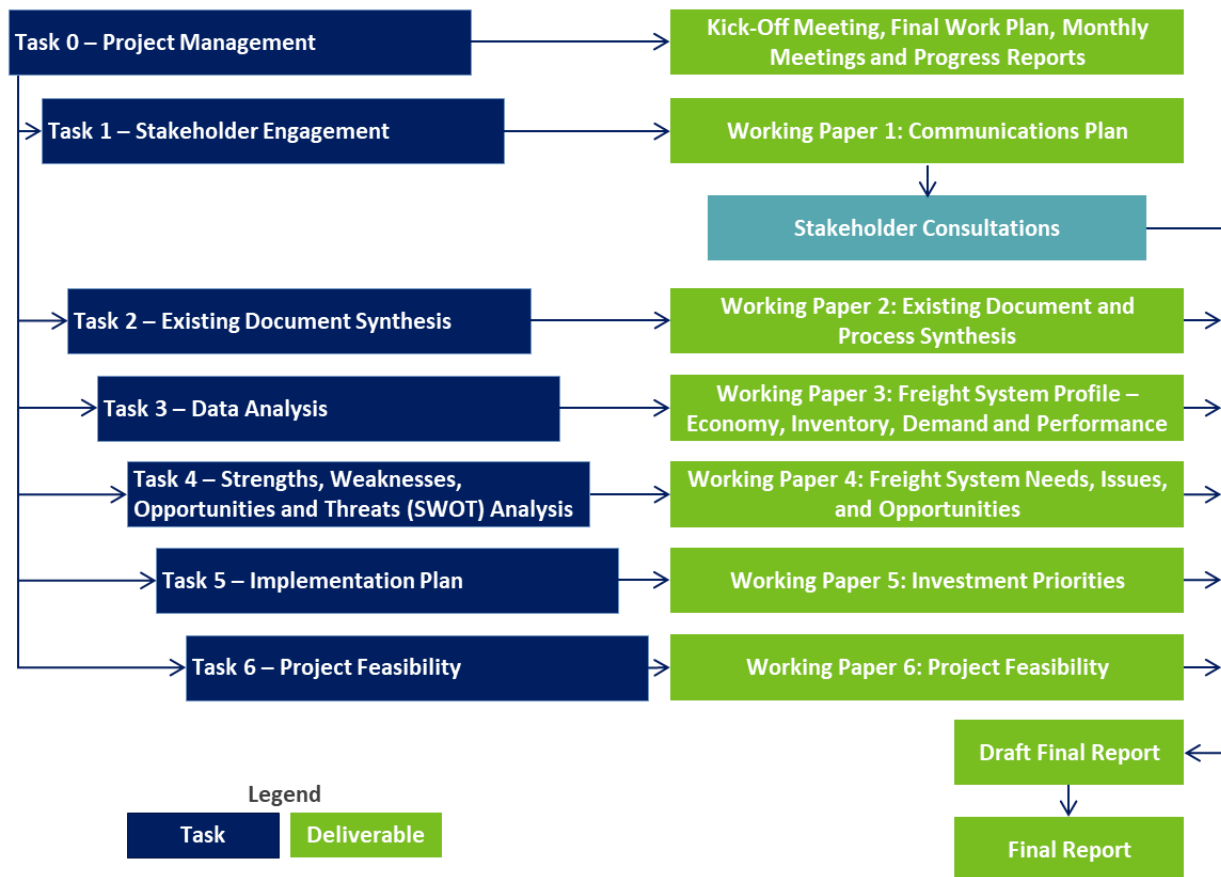 Task 0 – Project Management
Kick-Off Meeting, Final Work Plan, Monthly
Meetings and Progress Reports
Task 1 – Stakeholder Engagement
Working Paper 1: Communications Plan
Stakeholder Consultations
Task 2 – Existing Document Synthesis
Working Paper 2: Existing Document and
Process Synthesis
Task 3 – Data Analysis
Working Paper 3: Freight System Profile –
Economy, Inventory, Demand and Performance
Task 4 – Strengths, Weaknesses,
Opportunities and Threats (SWOT) Analysis
Working Paper 4: Freight System Needs, Issues,
and Opportunities
Task 5 – Implementation Plan
Working Paper 5: Investment Priorities
Task 6 – Project Feasibility
Working Paper 6: Project Feasibility
Draft Final Report
Final Report
Legend
Task
Deliverable